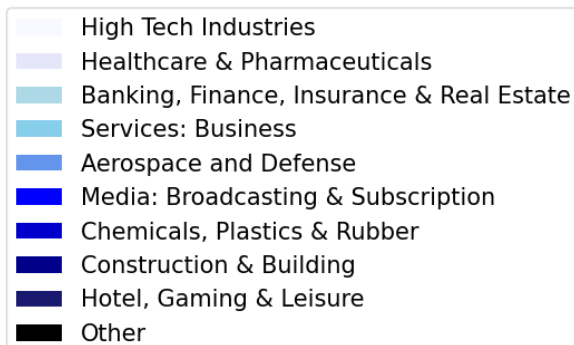 High Tech Industries
Healthcare & Pharmaceuticals
Banking, Finance, Insurance & Real Estate
Services: Business
Aerospace and Defense
Media: Broadcasting & Subscription
Chemicals, Plastics & Rubber
Construction & Building
Hotel, Gaming & Leisure
Other